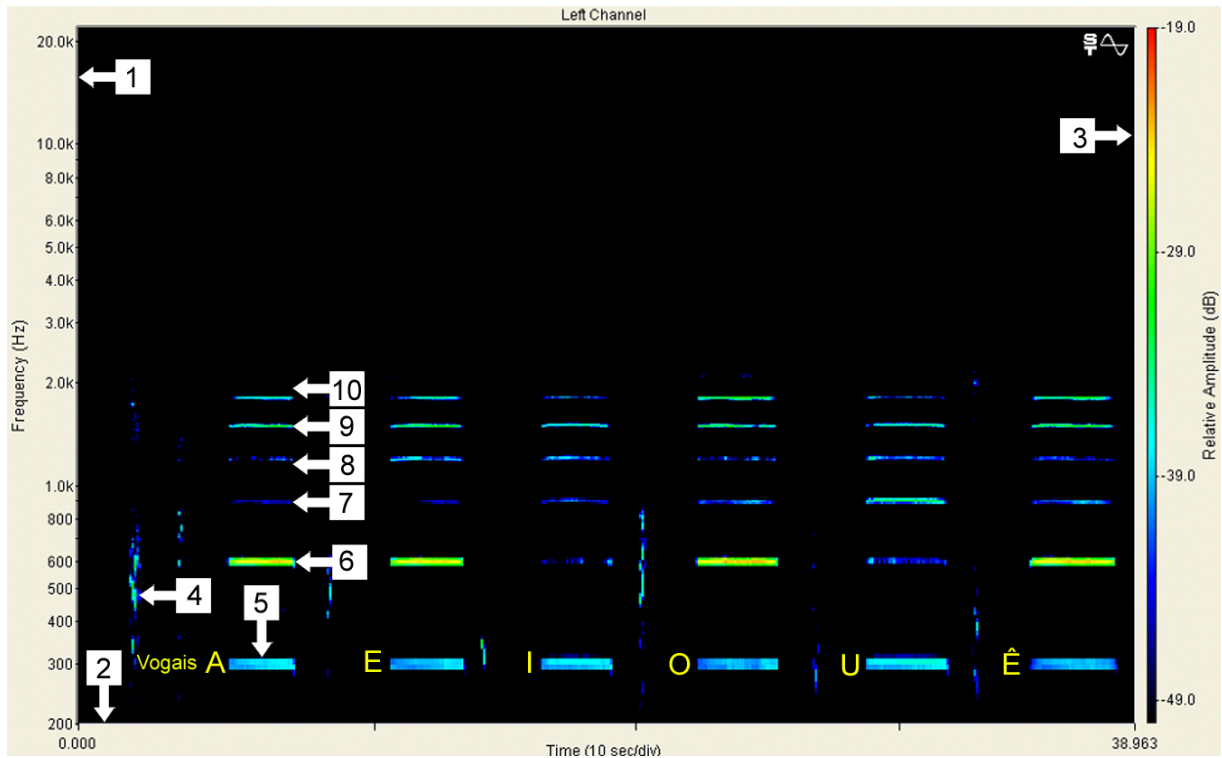 Left Channel
-19.0
20.0k
S
T
1
3
10.0k
8.0k
6.0k
-29.0
5.0k
4.0k
3.0k
Frequency (Hz)
Relative Amplitude (dB)
2.0k
10
9
8
-39.0
1.0k
7
800
600
6
500
4
5
400
300
2
Vogais A
E
I
O
U
Ê
-49.0
200
0.000
Time (10 sec/div)
38.963